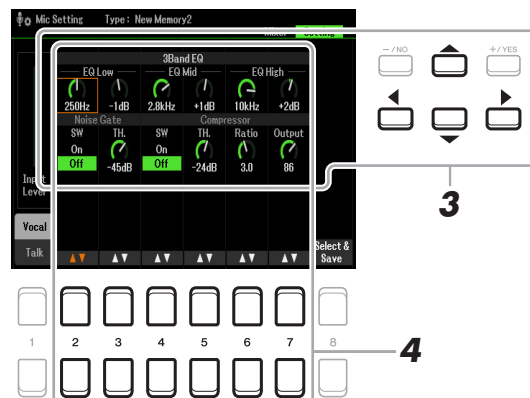 Mic Setting Type : New Memory2
3Band EQ
EQ Low EQ Mid EQ High
250Hz -1dB 2.8kHz +1dB 10kHz +2dB
Noise Gate Compressor
SW TH. SW TH. Ratio Output
On On
Off -45dB Off -24dB 3.0 86
Input
Level
Vocal
Talk
Select &
Save
1 2 3 4 5 6 7 8
-/NO +/YES
3
4